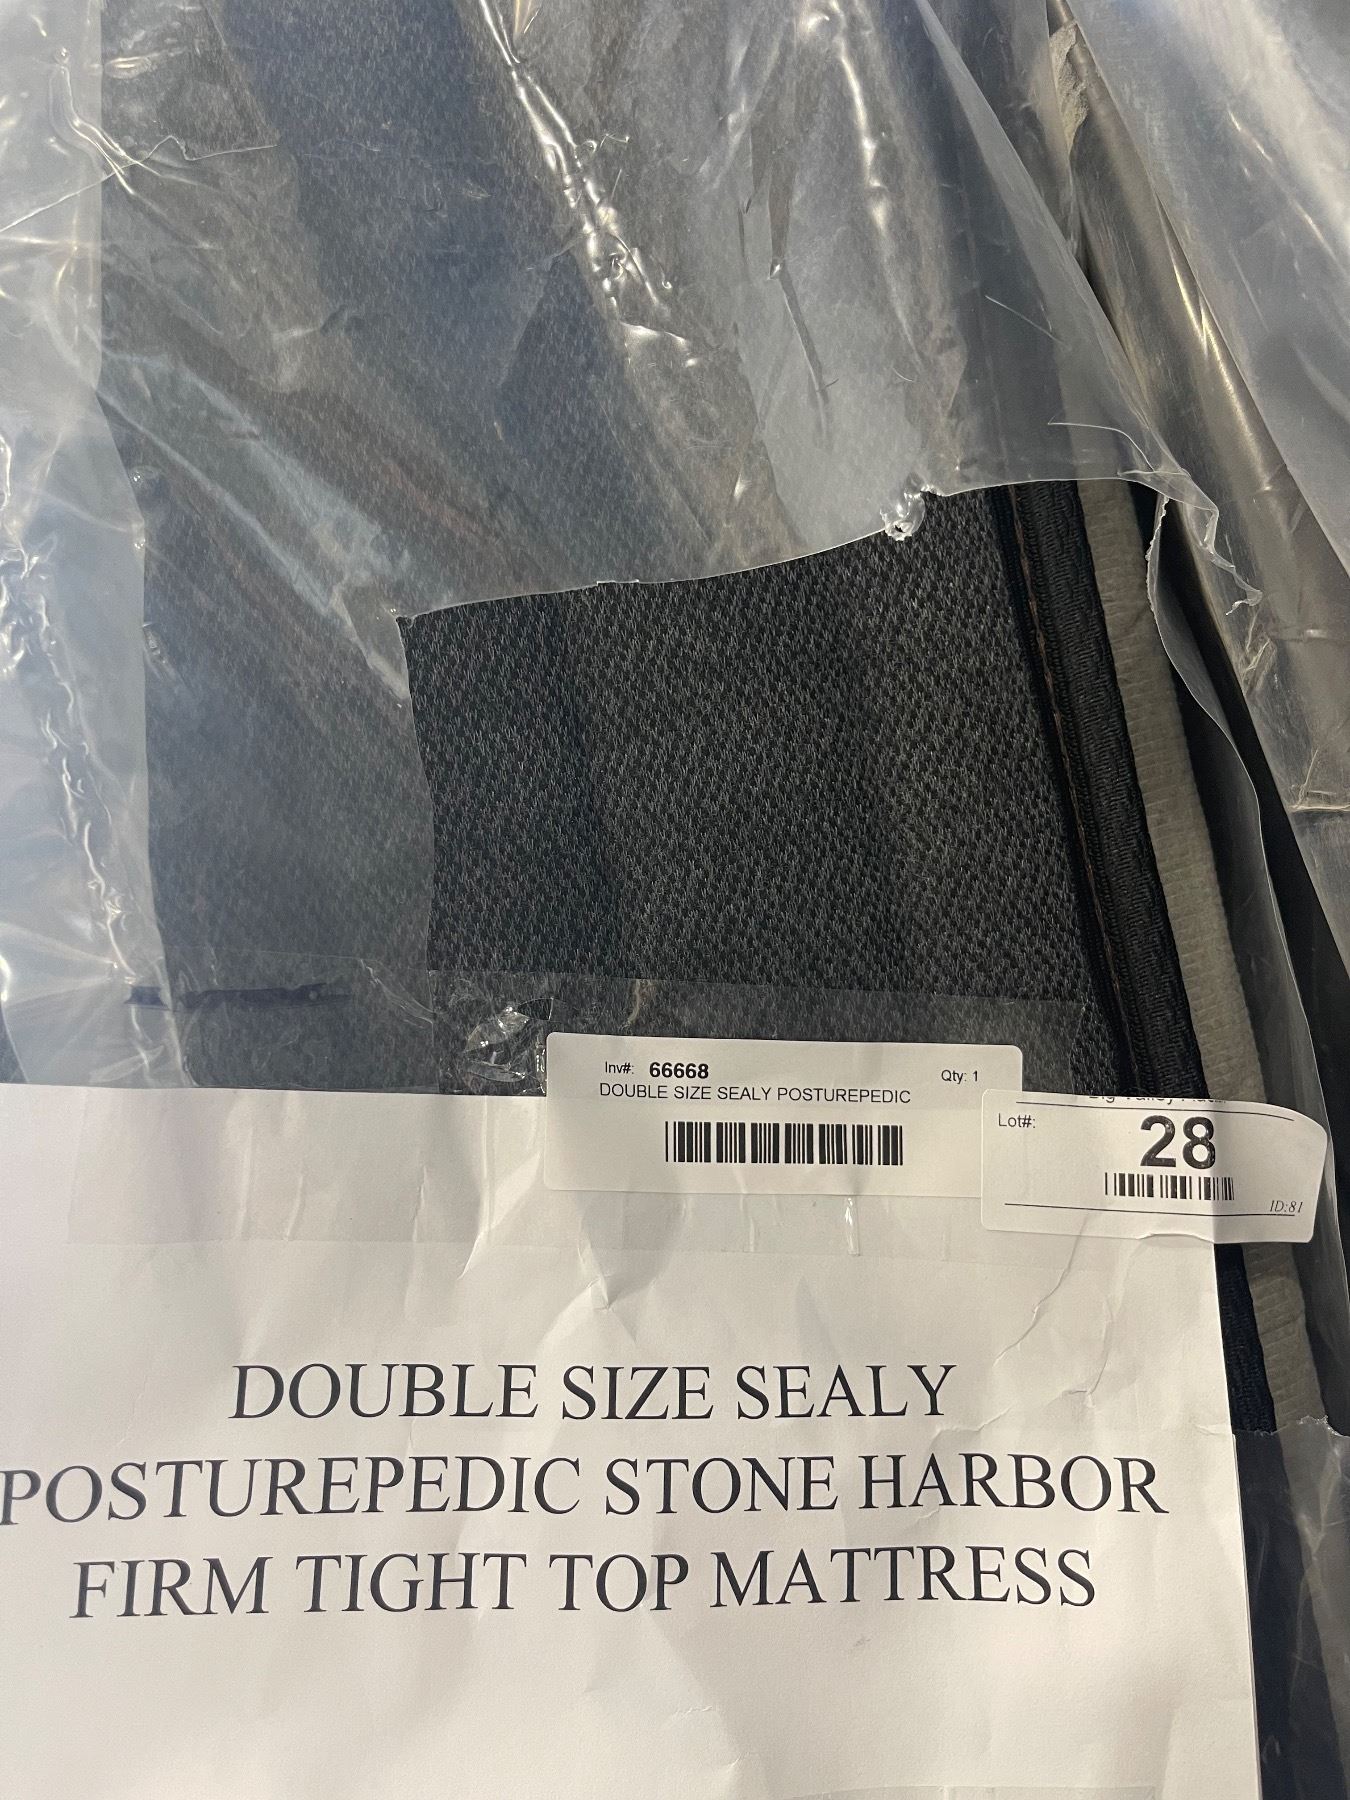 Inv#: 66668 Qty: 1
DOUBLE SIZE SEALY POSTUREPEDIC
Lot#: 28
ID:81
DOUBLE SIZE SEALY
POSTUREPEDIC STONE HARBOR
FIRM TIGHT TOP MATTRESS